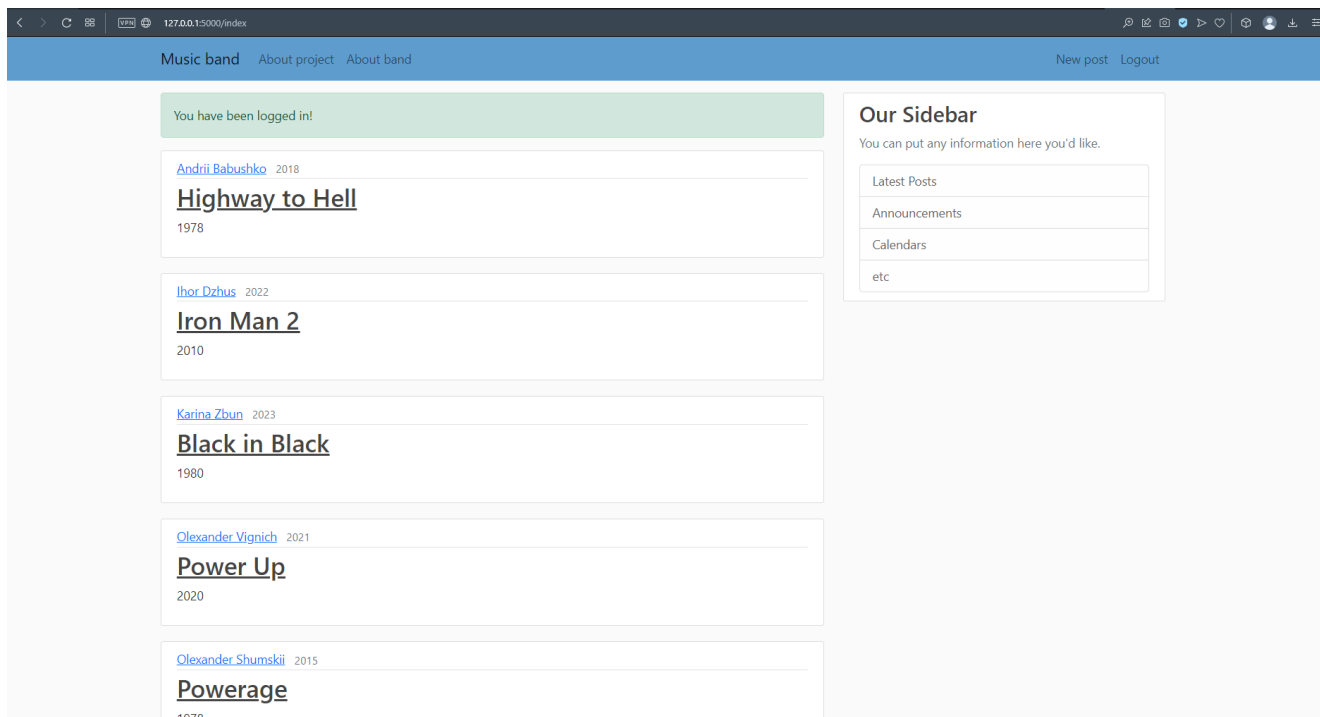 VPN 127.0.0.1:5000/index
Music band About project About band New post Logout
You have been logged in!
Andrii Babushko 2018
Highway to Hell
1978
Ihor Dzhus 2022
Iron Man 2
2010
Karina Zbun 2023
Black in Black
1980
Olexander Vignich 2021
Power Up
2020
Olexander Shumskii 2015
Powerage
1978
Our Sidebar
You can put any information here you'd like.
Latest Posts
Announcements
Calendars
etc